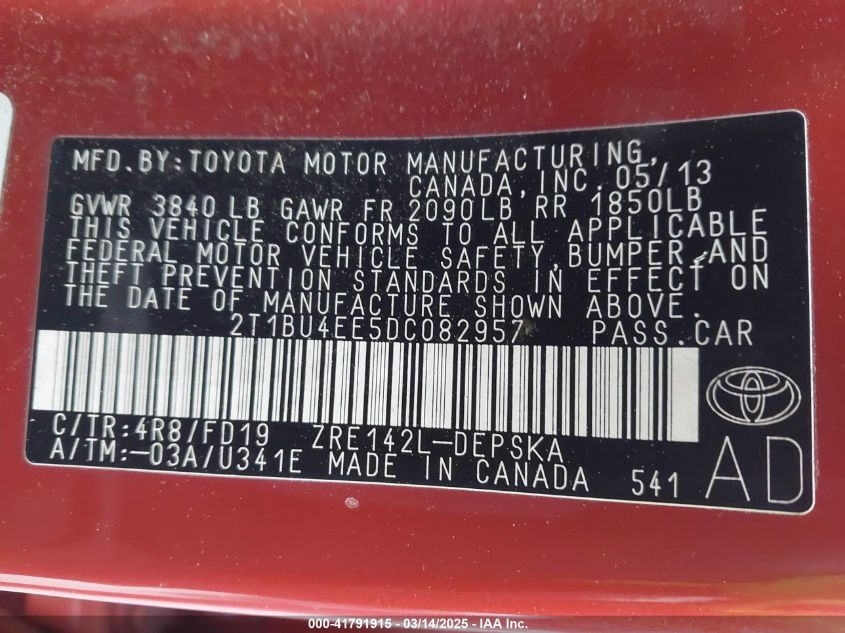 MFD.BY:TOYOTA MOTOR MANUFACTURING,
CANADA,INC. 05/13
GVWR 3840 LB GAWR FR 2090LB RR 1850LB
THIS VEHICLE CONFORMS TO ALL APPLICABLE
FEDERAL MOTOR VEHICLE SAFETY, BUMPER, AND
THEFT PREVENTION STANDARDS IN EFFECT ON
THE DATE OF MANUFACTURE SHOWN ABOVE.
2T1BU4EE5DC082957 PASS.CAR
C/TR:4R8/FD19 ZRE142L-DEPSKA
A/TM:-03A/U341E MADE IN CANADA 541
AD
000-41791915 - 03/14/2025 - IAA Inc.